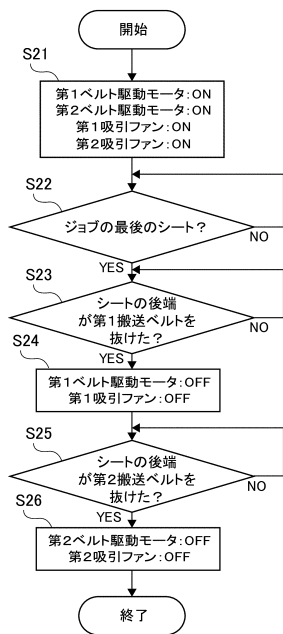 開始
S21
第1ベルト駆動モータ:ON
第2ベルト駆動モータ:ON
第1吸引ファン:ON
第2吸引ファン:ON
S22
ジョブの最後のシート?
NO
YES
S23
シートの後端
が第1搬送ベルトを
抜けた?
NO
YES
S24
第1ベルト駆動モータ:OFF
第1吸引ファン:OFF
S25
シートの後端
が第2搬送ベルトを
抜けた?
NO
YES
S26
第2ベルト駆動モータ:OFF
第2吸引ファン:OFF
終了